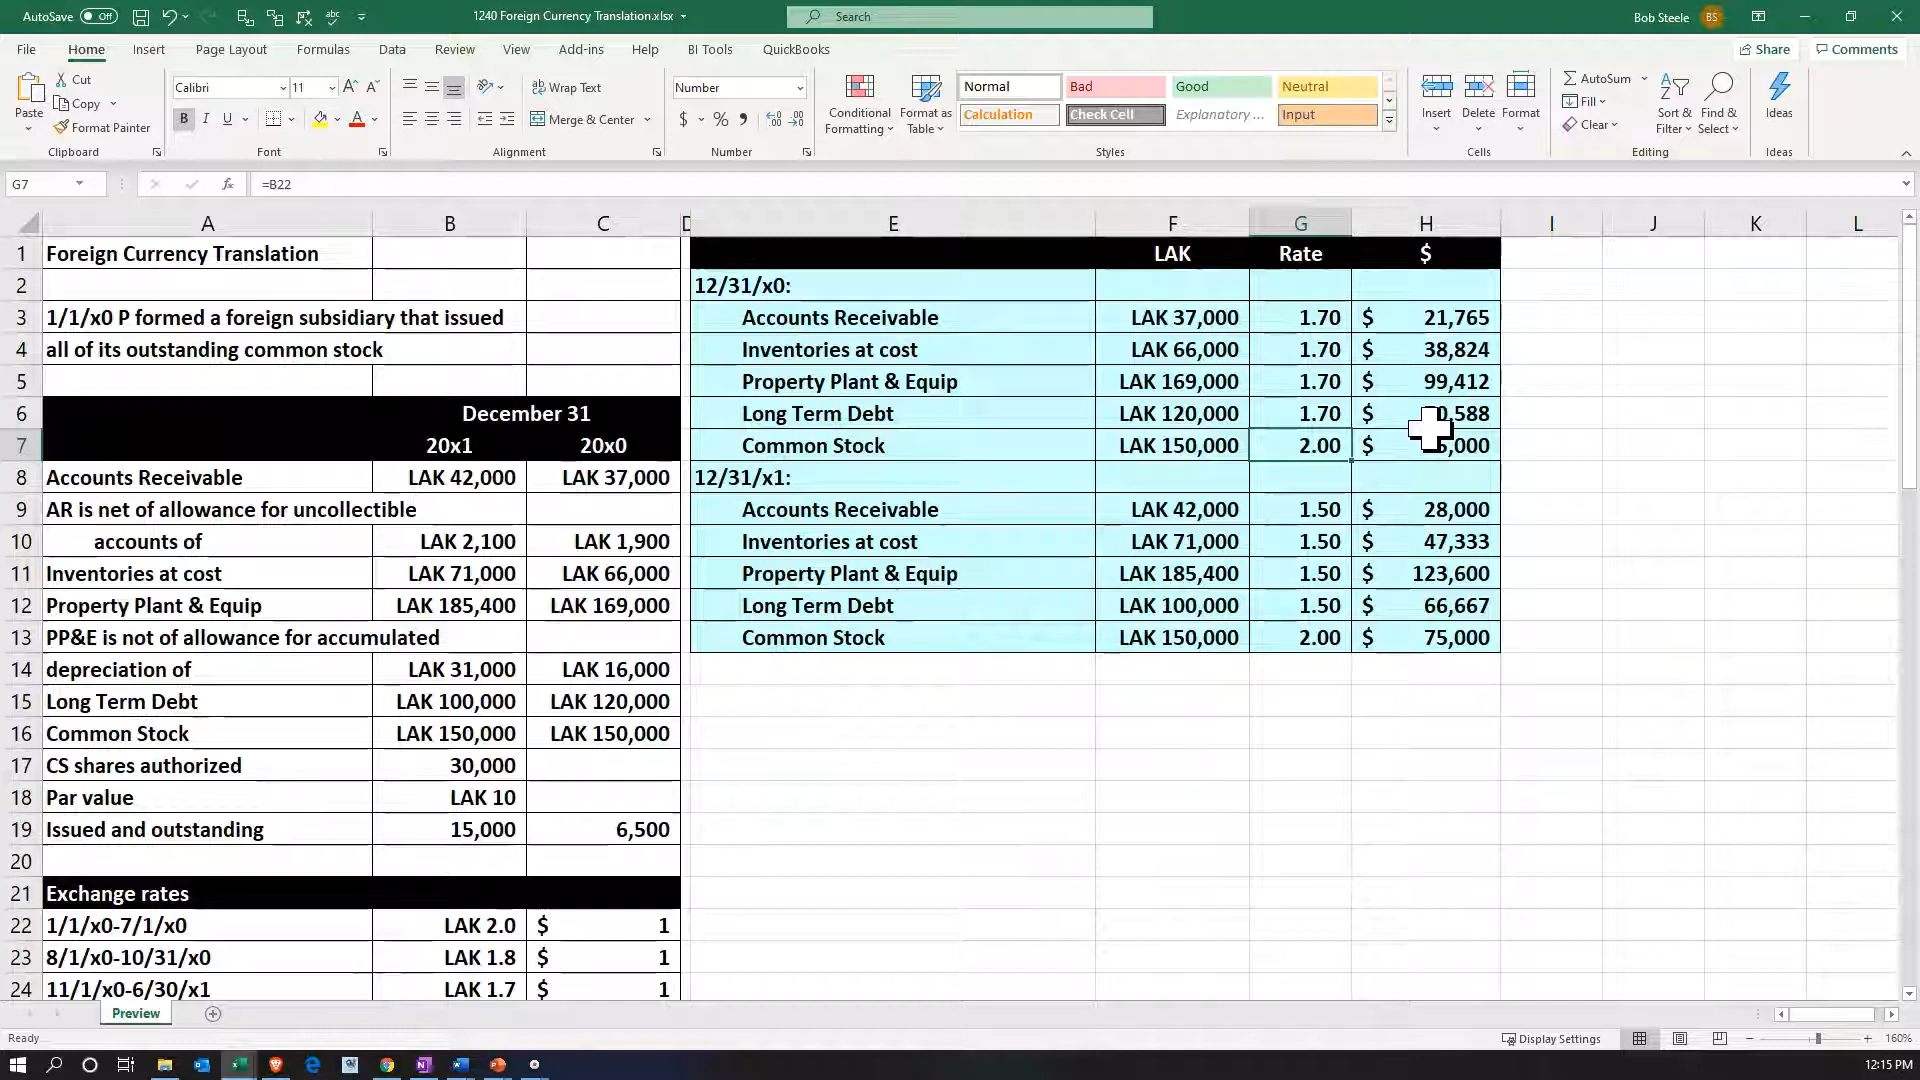 AutoSave Off abc 1240 Foreign Currency Translation.xlsx Search Bob Steele BS
File Home Insert Page Layout Formulas Data Review View Add-ins Help BI Tools QuickBooks Share Comments
Paste Cut Copy Format Painter Clipboard
Calibri 11 B I U Font
Wrap Text Merge & Center Alignment
Number $ % Number
Conditional Formatting Format as Table
Normal Bad Good Neutral
Calculation Check Cell Explanatory ... Input
Styles
Insert Delete Format Cells
AutoSum Fill Clear Sort & Filter Find & Select Editing
Ideas Ideas
G7 fx =B22
A B C D E F G H I J K L
1 Foreign Currency Translation LAK Rate $
2 12/31/x0:
3 1/1/x0 P formed a foreign subsidiary that issued Accounts Receivable LAK 37,000 1.70 $ 21,765
4 all of its outstanding common stock Inventories at cost LAK 66,000 1.70 $ 38,824
5 Property Plant & Equip LAK 169,000 1.70 $ 99,412
6 December 31 Long Term Debt LAK 120,000 1.70 $
7 20x1 20x0 Common Stock LAK 150,000 2.00 $
8 Accounts Receivable LAK 42,000 LAK 37,000 12/31/x1:
9 AR is net of allowance for uncollectible Accounts Receivable LAK 42,000 1.50 $ 28,000
10 accounts of LAK 2,100 LAK 1,900 Inventories at cost LAK 71,000 1.50 $ 47,333
11 Inventories at cost LAK 71,000 LAK 66,000 Property Plant & Equip LAK 185,400 1.50 $ 123,600
12 Property Plant & Equip LAK 185,400 LAK 169,000 Long Term Debt LAK 100,000 1.50 $ 66,667
13 PP&E is not of allowance for accumulated Common Stock LAK 150,000 2.00 $ 75,000
14 depreciation of LAK 31,000 LAK 16,000
15 Long Term Debt LAK 100,000 LAK 120,000
16 Common Stock LAK 150,000 LAK 150,000
17 CS shares authorized 30,000
18 Par value LAK 10
19 Issued and outstanding 15,000 6,500
20
21 Exchange rates
22 1/1/x0-7/1/x0 LAK 2.0 $ 1
23 8/1/x0-10/31/x0 LAK 1.8 $ 1
24 11/1/x0-6/30/x1 LAK 1.7 $ 1
Preview
Ready Display Settings 160%
12:15 PM